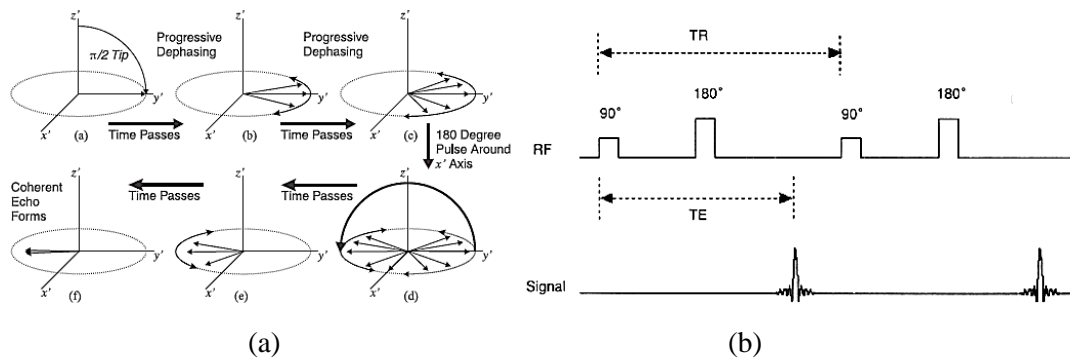 z'
π/2 Tip
y'
x'
(a)
Time Passes
Progressive
Dephasing
z'
y'
x'
(b)
Time Passes
Progressive
Dephasing
z'
y'
x'
(c)
180 Degree
Pulse Around
x' Axis
Coherent
Echo
Forms
z'
y'
x'
(f)
Time Passes
z'
y'
x'
(e)
Time Passes
z'
y'
x'
(d)
(a)
TR
90°
180°
90°
180°
RF
TE
Signal
(b)